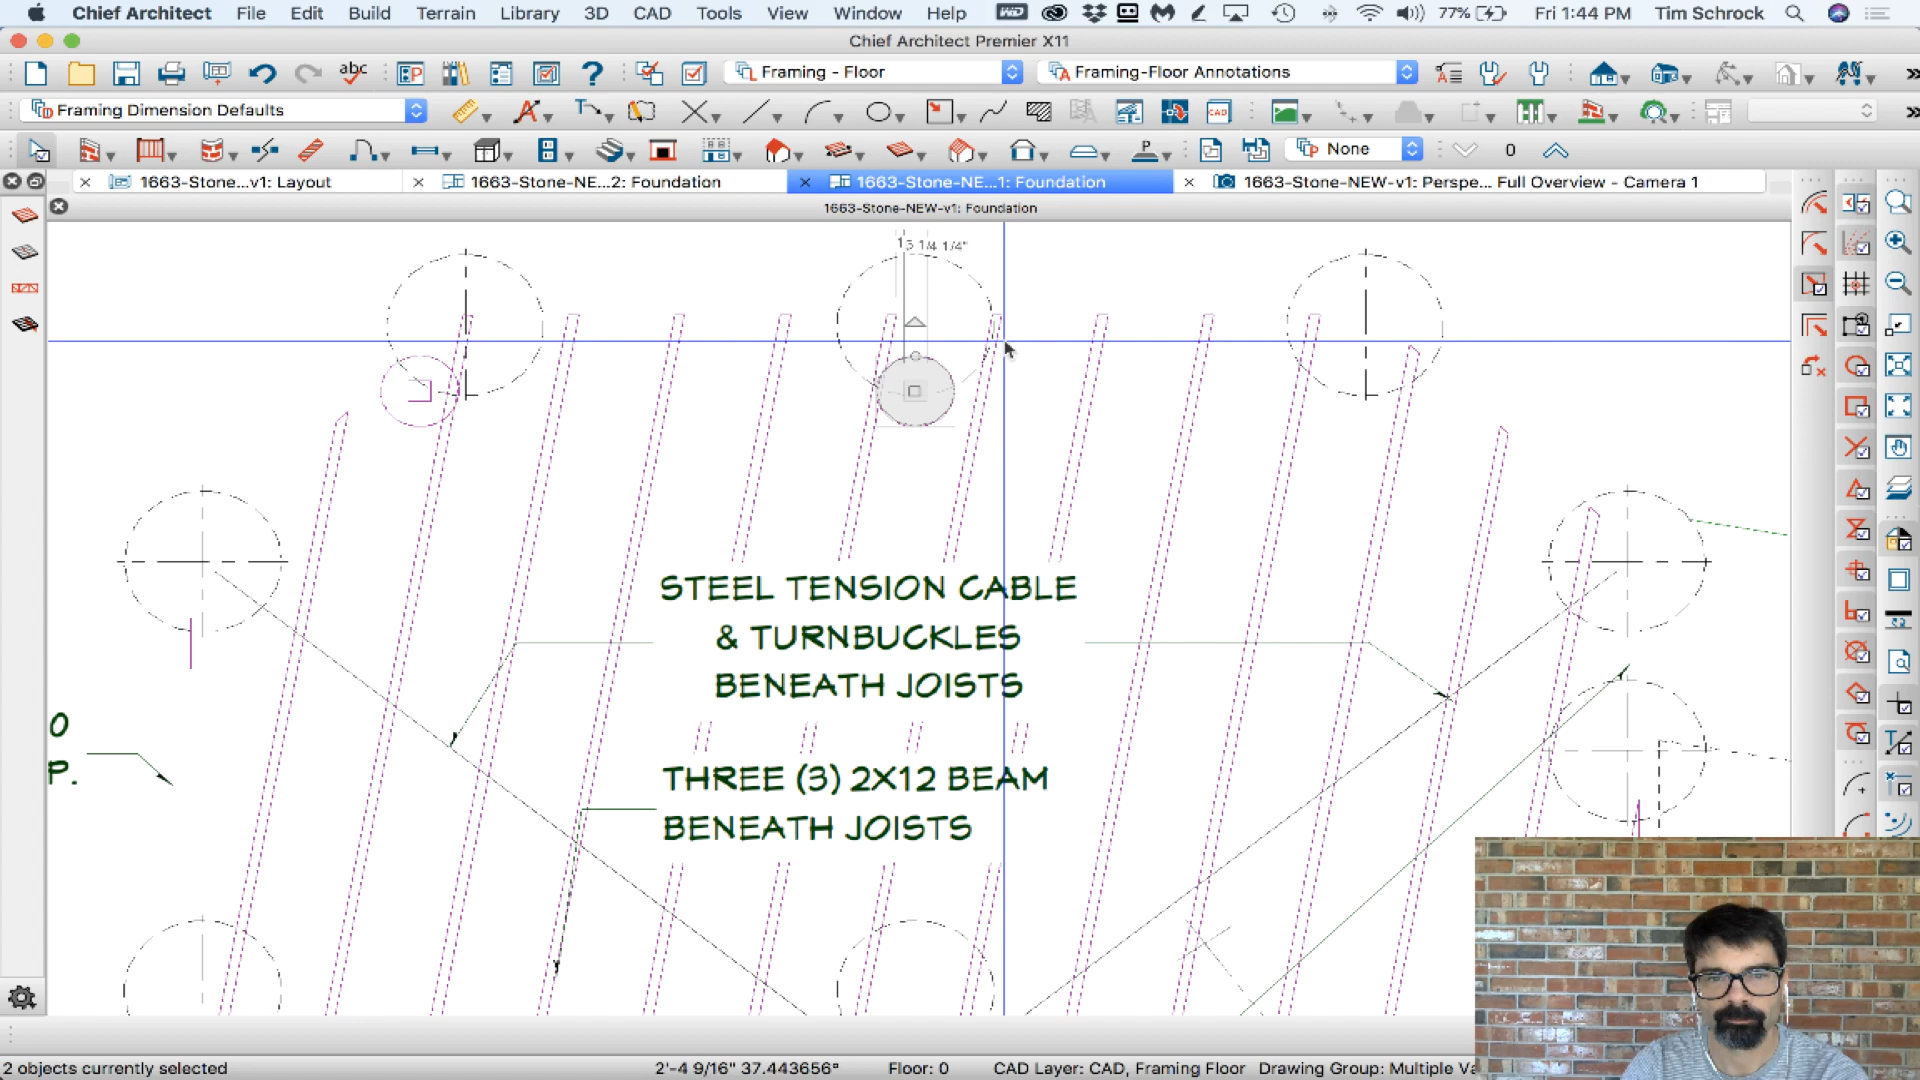 Chief Architect File Edit Build Terrain Library 3D CAD Tools View Window Help 77% Fri 1:44 PM Tim Schrock
Chief Architect Premier X11
abc Framing - Floor Framing-Floor Annotations
Framing Dimension Defaults CAD
None 0
1663-Stone...v1: Layout 1663-Stone-NE...2: Foundation 1663-Stone-NE...1: Foundation 1663-Stone-NEW-v1: Perspe... Full Overview - Camera 1
1663-Stone-NEW-v1: Foundation
STEEL TENSION CABLE
& TURNBUCKLES
BENEATH JOISTS
O
P.
THREE (3) 2X12 BEAM
BENEATH JOISTS
2 objects currently selected 2'-4 9/16" 37.443656° Floor: 0 CAD Layer: CAD, Framing Floor Drawing Group: Multiple Va